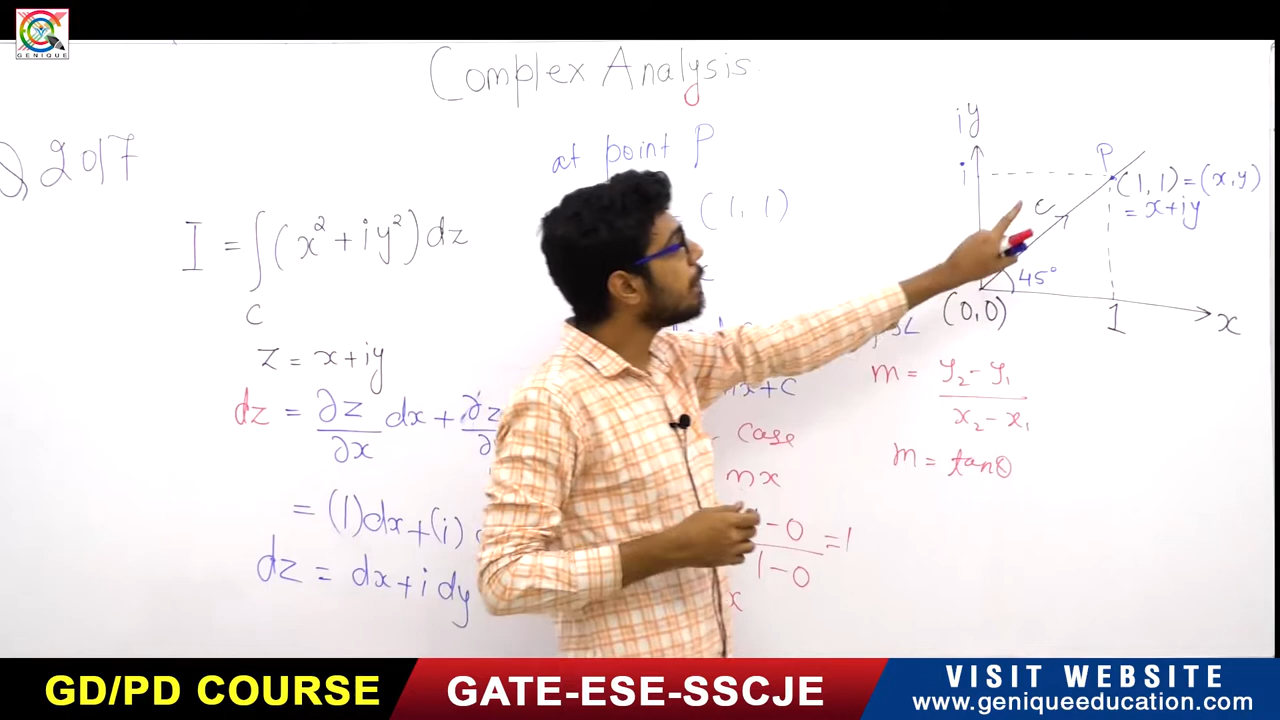 GENIQUE
Complex Analysis
Q, 2017
at point P
= (1, 1)
I = ∫ (x² + iy²) dz
C
z = x+iy
dz = ∂z/∂x dx + ∂z
= (1)dx + (i)
dz = dx + i dy
x + c
case
mx
- 0 / 1 - 0 = 1
x
iy
i
P
(1, 1) = (x, y)
= x+iy
c
45°
(0,0)
1
x
m = y₂ - y₁ / x₂ - x₁
m = tanθ
GD/PD COURSE
GATE-ESE-SSCJE
VISIT WEBSITE
www.geniqueeducation.com